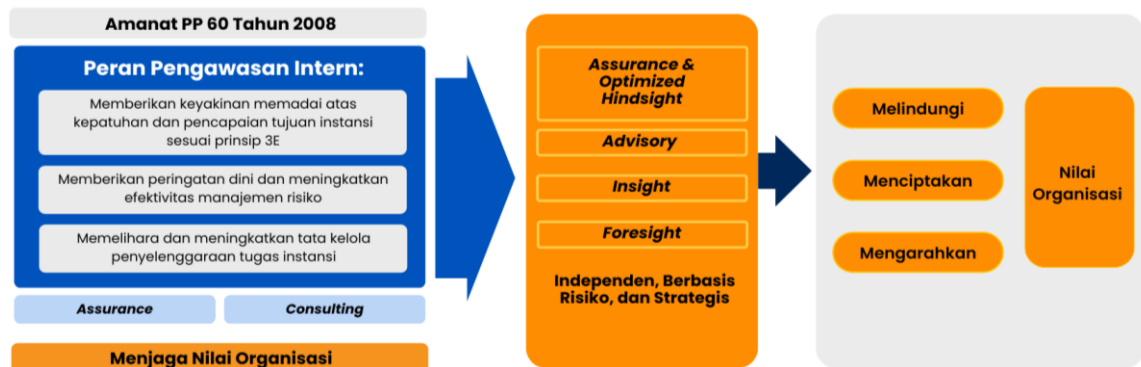 Amanat PP 60 Tahun 2008
Peran Pengawasan Intern:
Memberikan keyakinan memadai atas
kepatuhan dan pencapaian tujuan instansi
sesuai prinsip 3E
Memberikan peringatan dini dan meningkatkan
efektivitas manajemen risiko
Memelihara dan meningkatkan tata kelola
penyelenggaraan tugas instansi
Assurance
Consulting
Menjaga Nilai Organisasi
Assurance &
Optimized
Hindsight
Advisory
Insight
Foresight
Independen, Berbasis
Risiko, dan Strategis
Melindungi
Menciptakan
Mengarahkan
Nilai
Organisasi